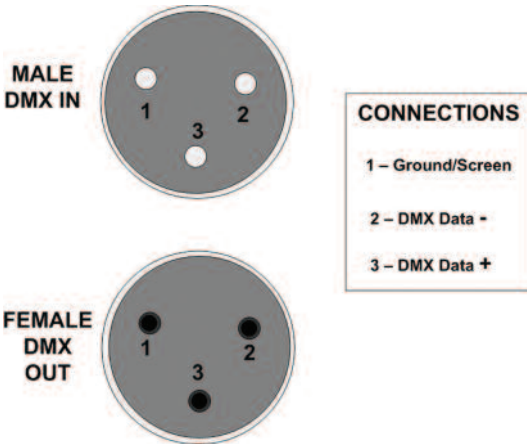 MALE
DMX IN
1
2
3
CONNECTIONS
1 – Ground/Screen
2 – DMX Data -
3 – DMX Data +
FEMALE
DMX
OUT
1
2
3